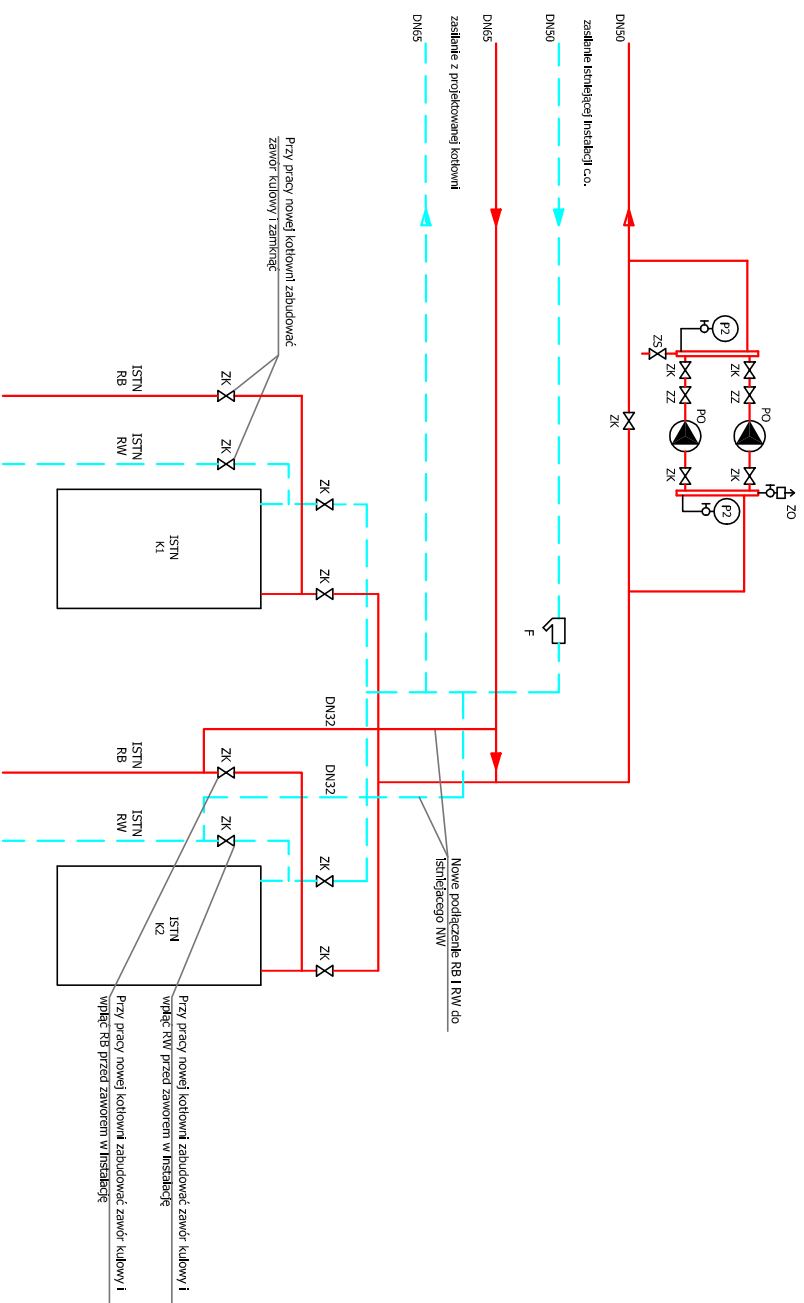 ZO
PO
ZK
ZZ
ZK
P2
P2
PO
ZK
ZZ
ZK
ZS
DN50
ZK
zasilanie istniejącej instalacji c.o.
DN50
F
DN65
zasilanie z projektowanej kotłowni
Nowe podłączenie RB i RW do
istniejacego NW
DN65
DN32
DN32
ZK
ZK
ZK
ZK
Przy pracy nowej kotłowni zabudować
zawór kulowy i zamknąć
ZK
ZK
ZK
ZK
ISTN
K1
ISTN
K2
Przy pracy nowej kotłowni zabudować zawór kulowy i
wpiąć RW przed zaworem w instalację
ISTN
RB
ISTN
RW
ISTN
RB
ISTN
RW
Przy pracy nowej kotłowni zabudować zawór kulowy i
wpiąć RB przed zaworem w instalację